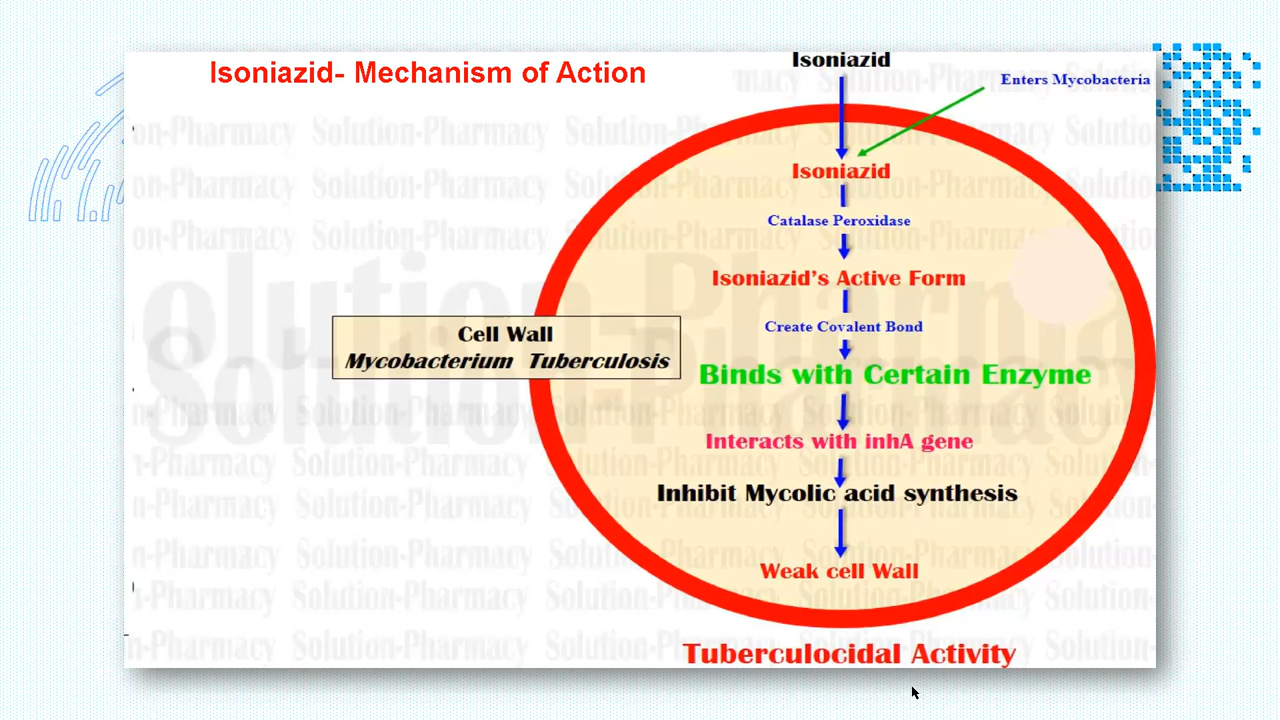 Isoniazid- Mechanism of Action
Isoniazid
Enters Mycobacteria
Isoniazid
Catalase Peroxidase
Isoniazid's Active Form
Create Covalent Bond
Cell Wall
Mycobacterium Tuberculosis
Binds with Certain Enzyme
Interacts with inhA gene
Inhibit Mycolic acid synthesis
Weak cell Wall
Tuberculocidal Activity
Solution-Pharmacy